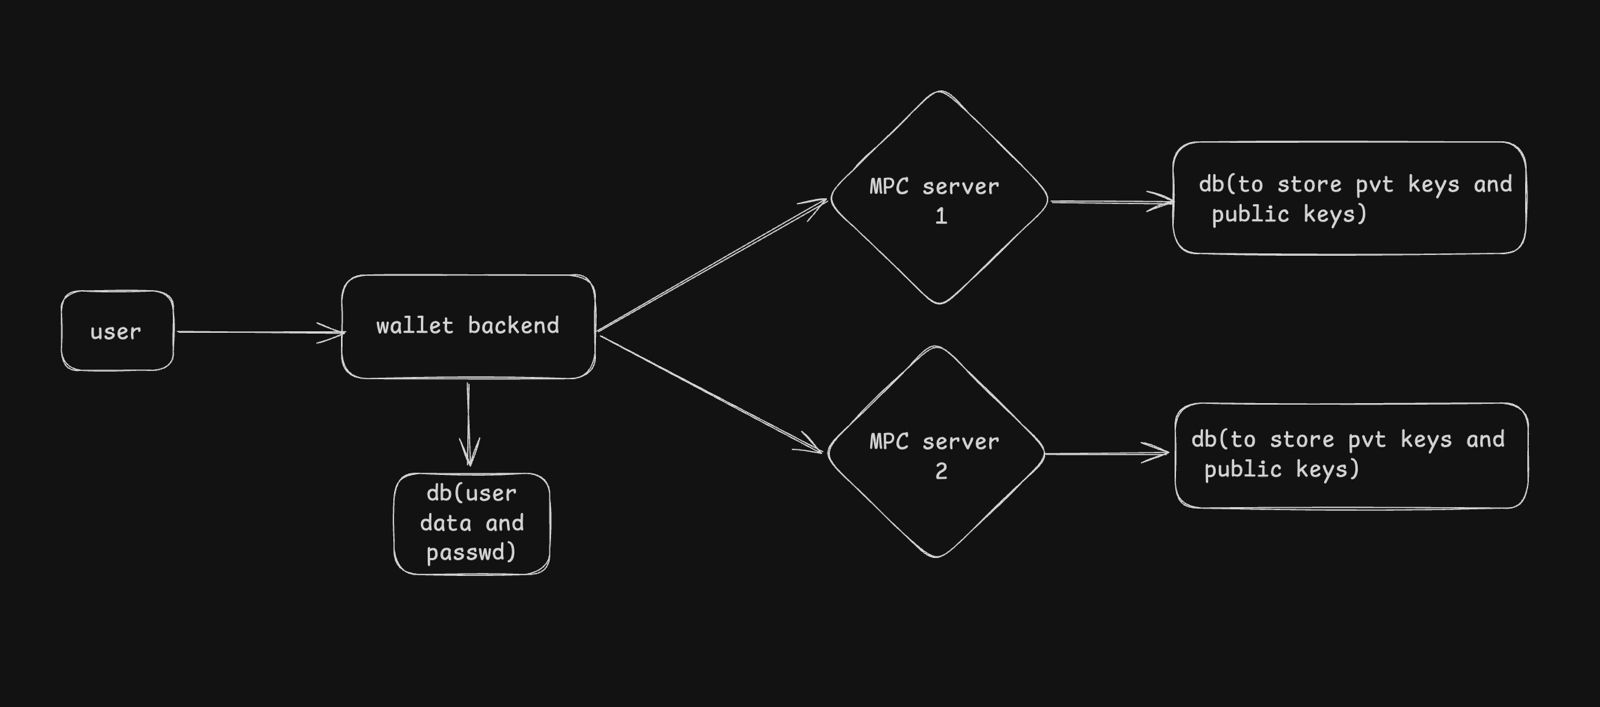 user
wallet backend
db(user
data and
passwd)
MPC server
1
db(to store pvt keys and
public keys)
MPC server
2
db(to store pvt keys and
public keys)